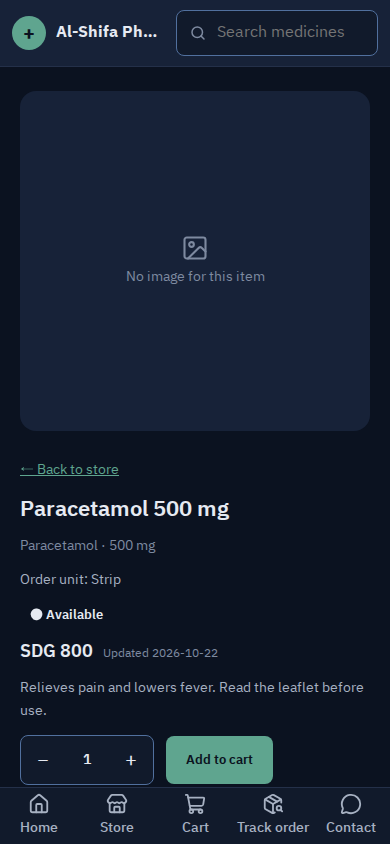 + Al-Shifa Ph...
Search medicines
No image for this item
← Back to store
Paracetamol 500 mg
Paracetamol · 500 mg
Order unit: Strip
Available
SDG 800 Updated 2026-10-22
Relieves pain and lowers fever. Read the leaflet before
use.
− 1 + Add to cart
Home Store Cart Track order Contact